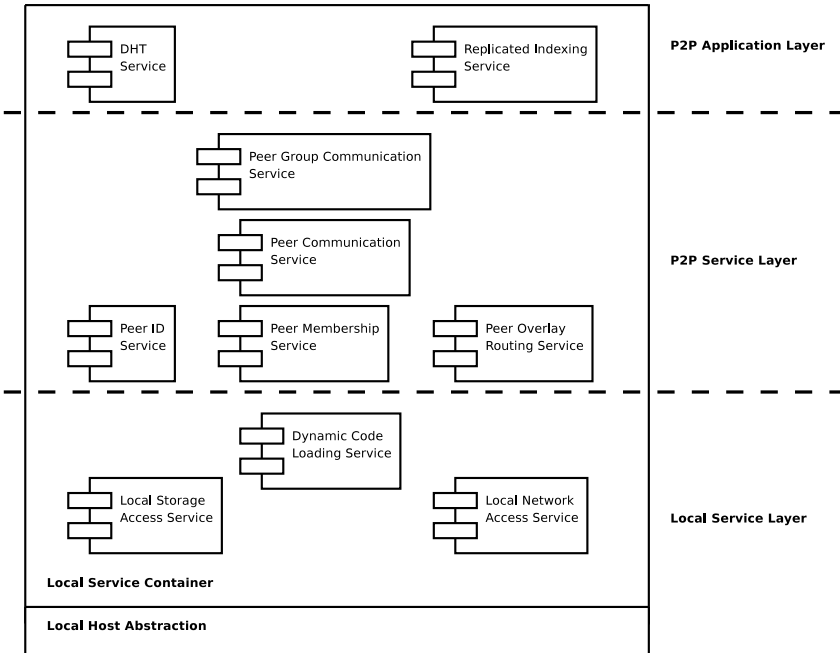 DHT
Service
Replicated Indexing
Service
P2P Application Layer
Peer Group Communication
Service
Peer Communication
Service
P2P Service Layer
Peer ID
Service
Peer Membership
Service
Peer Overlay
Routing Service
Dynamic Code
Loading Service
Local Storage
Access Service
Local Network
Access Service
Local Service Layer
Local Service Container
Local Host Abstraction